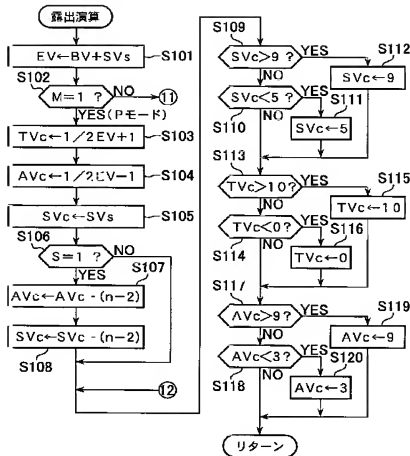 露出演算
EV←BV+SVs
S101
S102
M=1 ?
NO
⑪
YES(Pモード)
TVc←1/2EV+1
S103
AVc←1/2EV-1
S104
SVc←SVs
S105
S106
S=1 ?
NO
YES
S107
AVc←AVc-(n-2)
SVc←SVc-(n-2)
S108
⑫
S109
SVc>9 ?
YES
S112
NO
SVc←9
SVc<5 ?
YES
S111
S110
NO
SVc←5
S113
TVc>10?
YES
S115
NO
TVc←10
TVc<0?
YES
S116
S114
NO
TVc←0
S117
AVc>9 ?
YES
S119
NO
AVc←9
AVc<3?
YES
S120
S118
NO
AVc←3
リターン